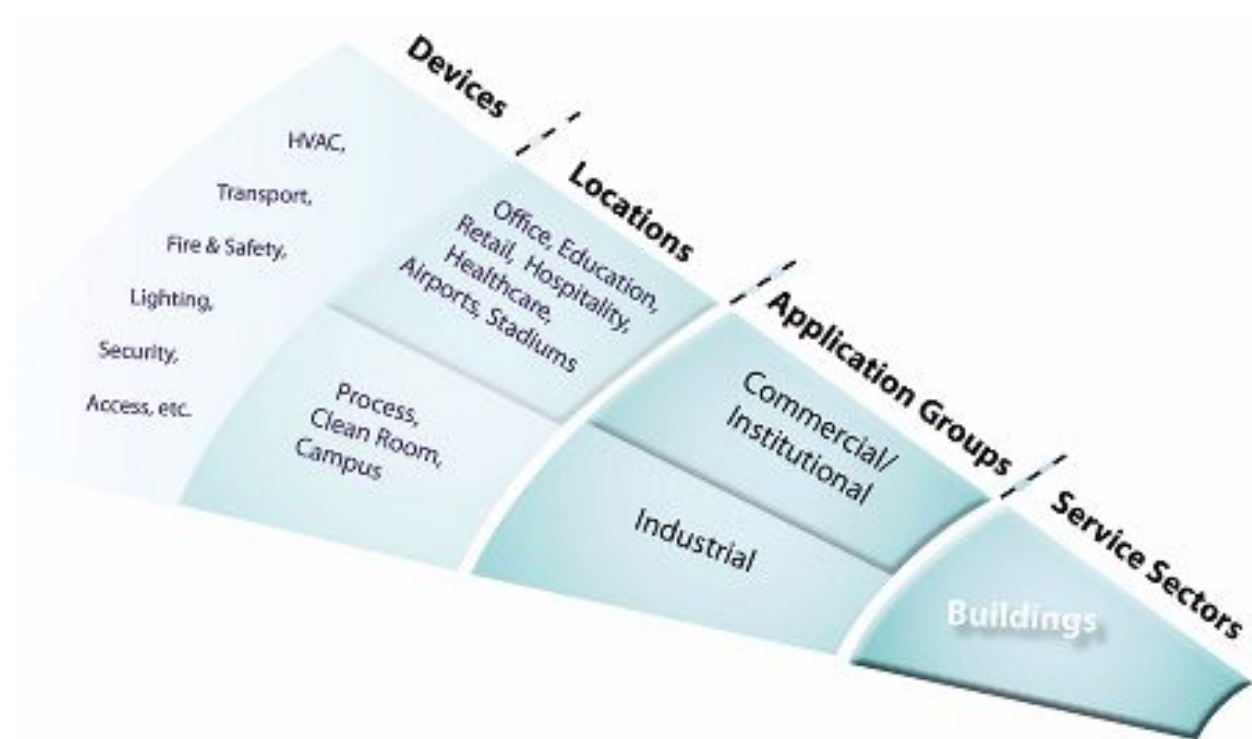 Devices
Locations
Application Groups
Service Sectors
HVAC,
Transport,
Fire & Safety,
Lighting,
Security,
Access, etc.
Office, Education,
Retail, Hospitality,
Healthcare,
Airports, Stadiums
Process,
Clean Room,
Campus
Commercial/
Institutional
Industrial
Buildings